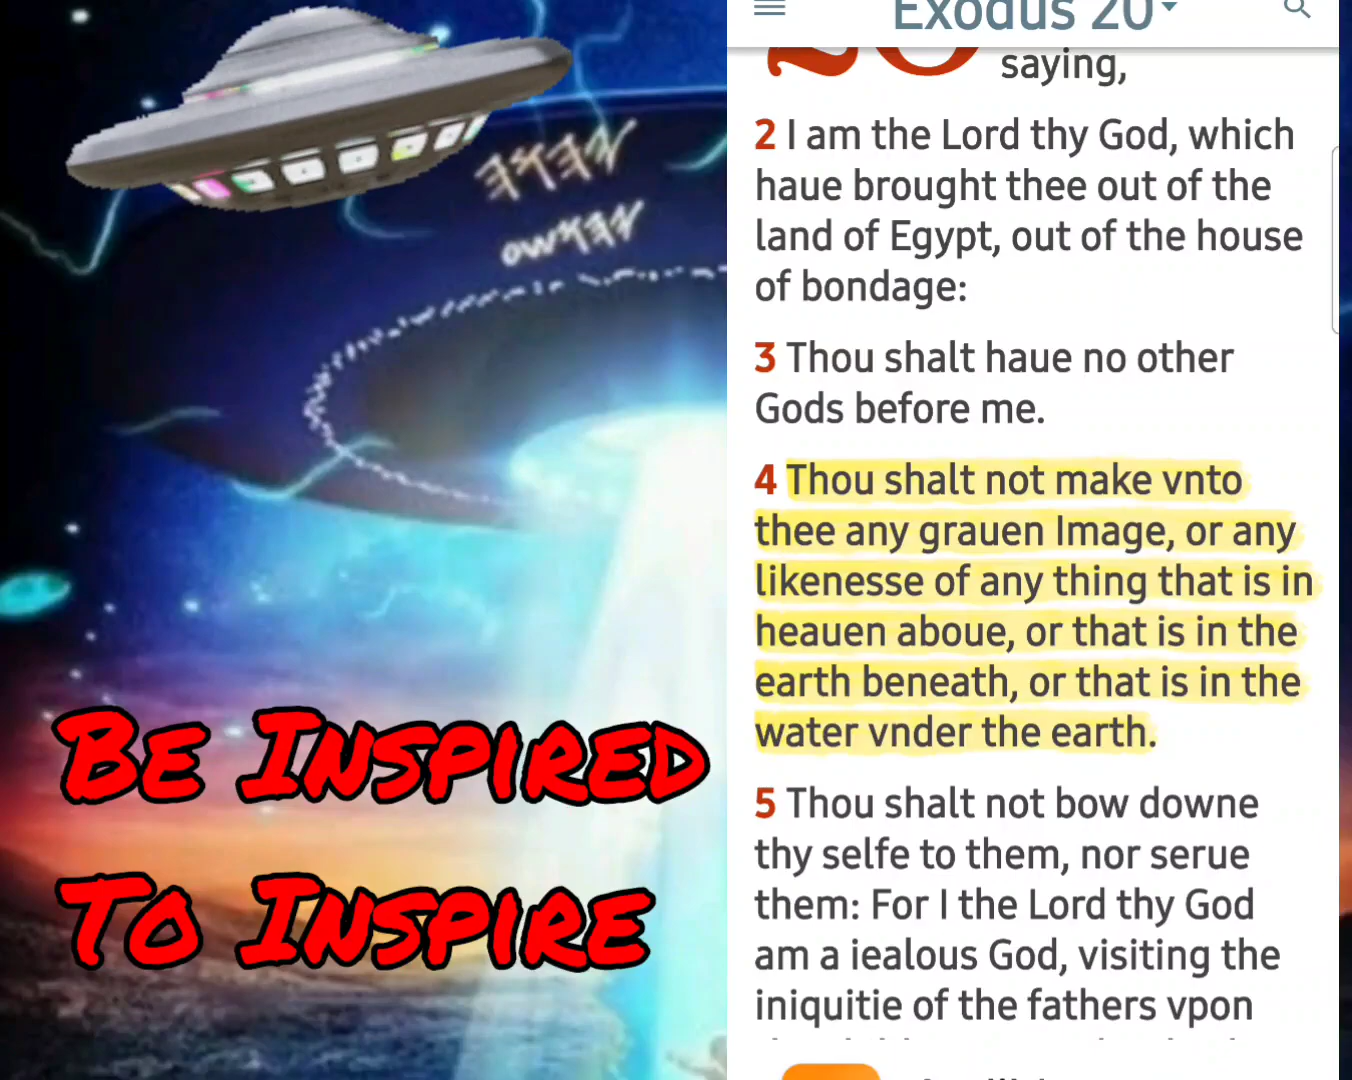 𐤉𐤄𐤅𐤄
𐤉𐤄𐤅𐤔𐤏
Be Inspired
To Inspire
Exodus 20
20 saying,
2 I am the Lord thy God, which
haue brought thee out of the
land of Egypt, out of the house
of bondage:
3 Thou shalt haue no other
Gods before me.
4 Thou shalt not make vnto
thee any grauen Image, or any
likenesse of any thing that is in
heauen aboue, or that is in the
earth beneath, or that is in the
water vnder the earth.
5 Thou shalt not bow downe
thy selfe to them, nor serue
them: For I the Lord thy God
am a iealous God, visiting the
iniquitie of the fathers vpon